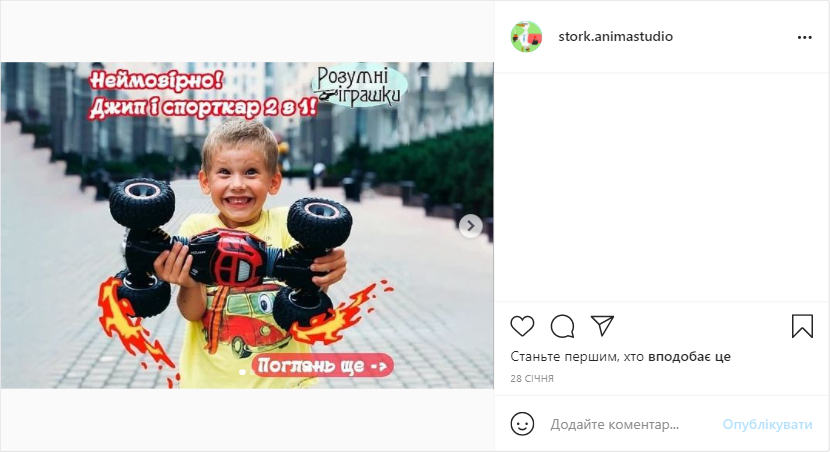 stork.animastudio
Неймовірно!
Джип і спорткар 2 в 1!
Розумні
іграшки
Поглань ще ->
Станьте першим, хто вподобає це
28 СІЧНЯ
Додайте коментар...
Опублікувати